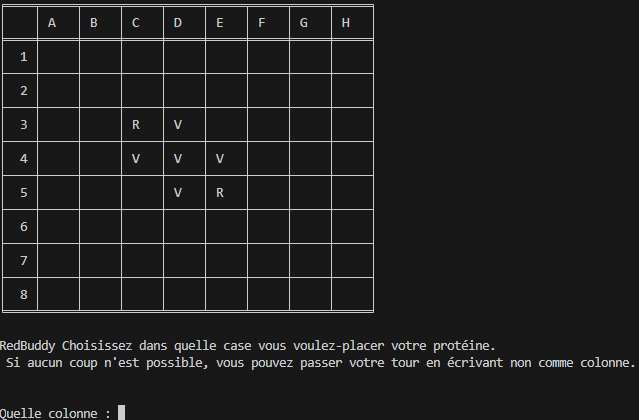 A B C D E F G H
1
2
3 R V
4 V V V
5 V R
6
7
8
RedBuddy Choisissez dans quelle case vous voulez-placer votre protéine.
Si aucun coup n'est possible, vous pouvez passer votre tour en écrivant non comme colonne.
Quelle colonne :